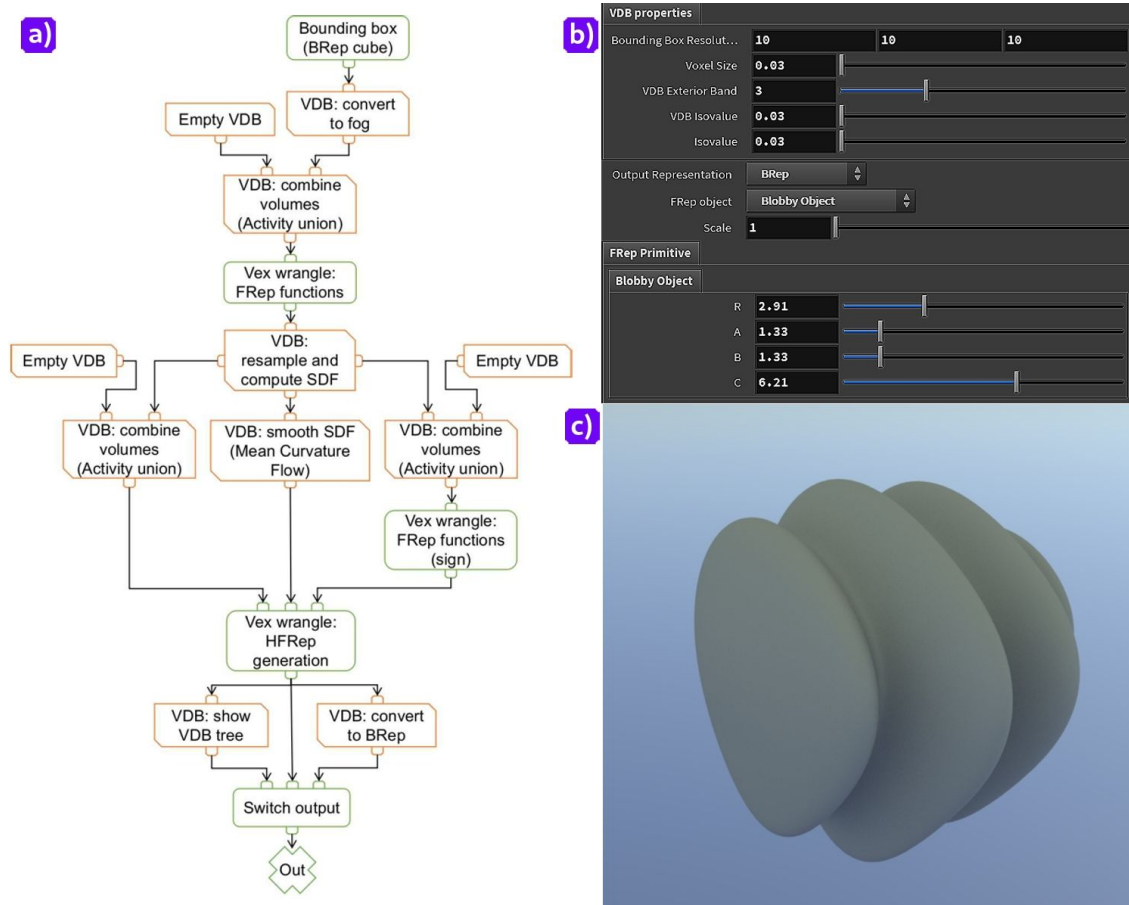 a)
Bounding box
(BRep cube)
Empty VDB
VDB: convert
to fog
VDB: combine
volumes
(Activity union)
Vex wrangle:
FRep functions
Empty VDB
VDB:
resample and
compute SDF
Empty VDB
VDB: combine
volumes
(Activity union)
VDB: smooth SDF
(Mean Curvature
Flow)
VDB: combine
volumes
(Activity union)
Vex wrangle:
FRep functions
(sign)
Vex wrangle:
HFRep
generation
VDB: show
VDB tree
VDB: convert
to BRep
Switch output
Out
b)
VDB properties
Bounding Box Resolut... 10 10 10
Voxel Size 0.03
VDB Exterior Band 3
VDB Isovalue 0.03
Isovalue 0.03
Output Representation BRep
FRep object Blobby Object
Scale 1
FRep Primitive
Blobby Object
R 2.91
A 1.33
B 1.33
C 6.21
c)